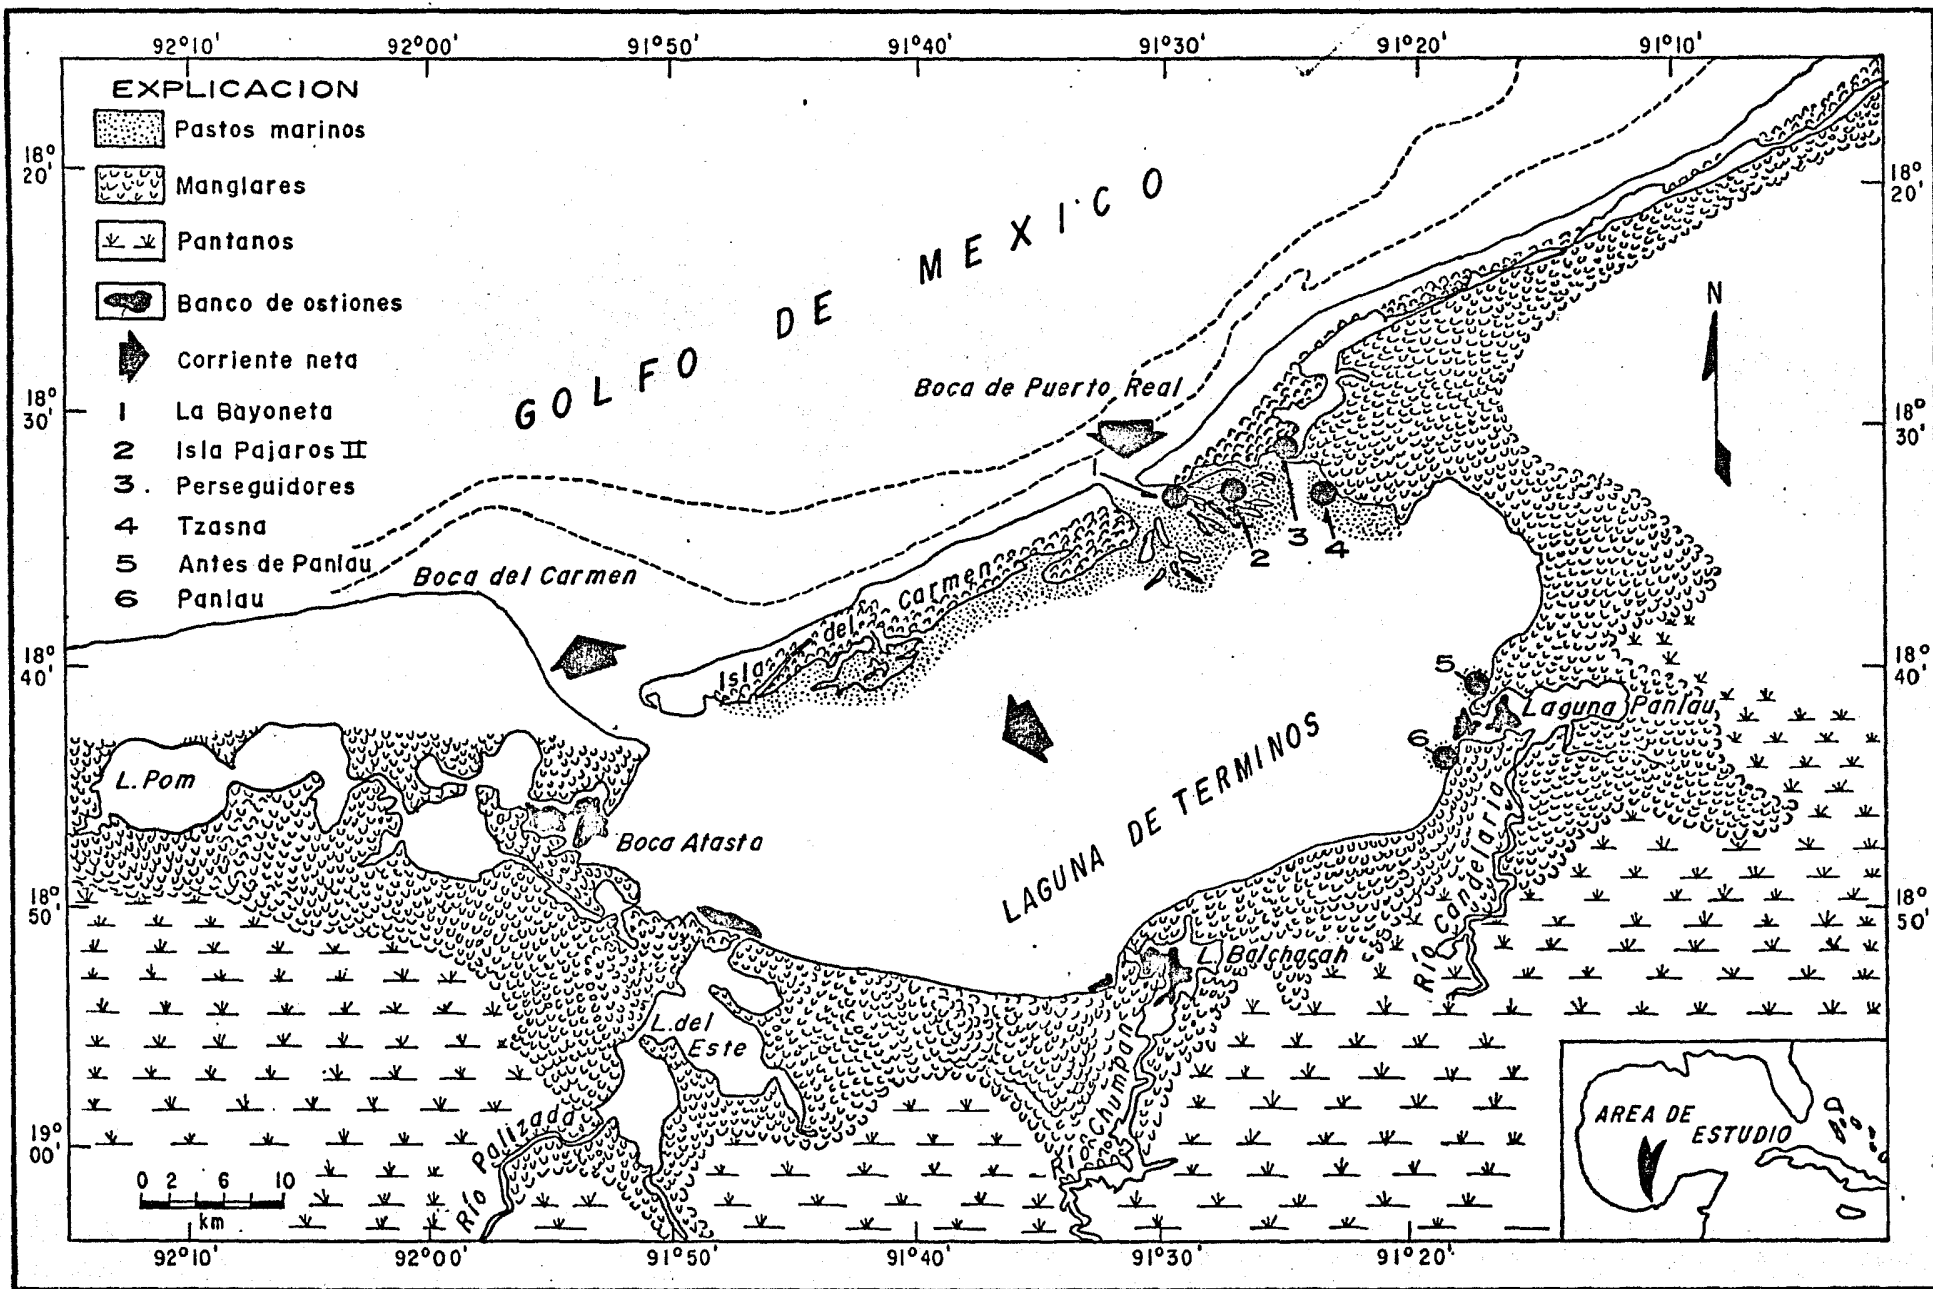 92°10' 92°00' 91°50' 91°40' 91°30' 91°20' 91°10'
EXPLICACION
Pastos marinos
Manglares
Pantanos
Banco de ostiones
Corriente neta
1 La Bayoneta
2 Isla Pajaros II
3. Perseguidores
4 Tzasna
5 Antes de Panlau
6 Panlau
18° 20'
18° 30'
18° 40'
18° 50'
19° 00'
18° 20'
18° 30'
18° 40'
18° 50'
GOLFO DE MEXICO
N
Boca de Puerto Real
1
2
3
4
Boca del Carmen
Isla del Carmen
5
Laguna Panlau
6
L. Pom
Boca Atasta
LAGUNA DE TERMINOS
Río Candelaria
L. Balchacah
L. del
Este
Río Chumpan
Río Palizada
0 2 6 10
km
AREA DE
ESTUDIO
92°10' 92°00' 91°50' 91°40' 91°30' 91°20'